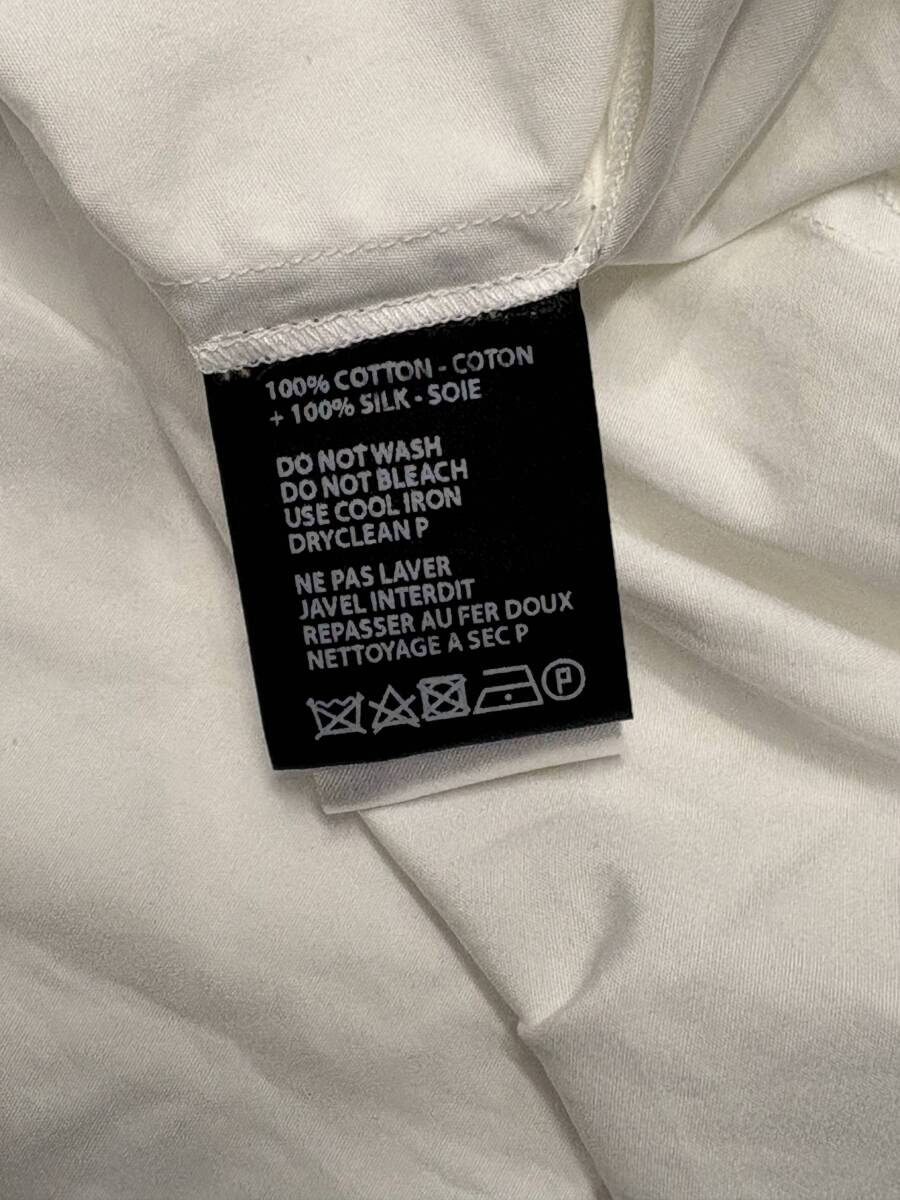 100% COTTON - COTON
+ 100% SILK - SOIE
DO NOT WASH
DO NOT BLEACH
USE COOL IRON
DRYCLEAN P
NE PAS LAVER
JAVEL INTERDIT
REPASSER AU FER DOUX
NETTOYAGE A SEC P
P